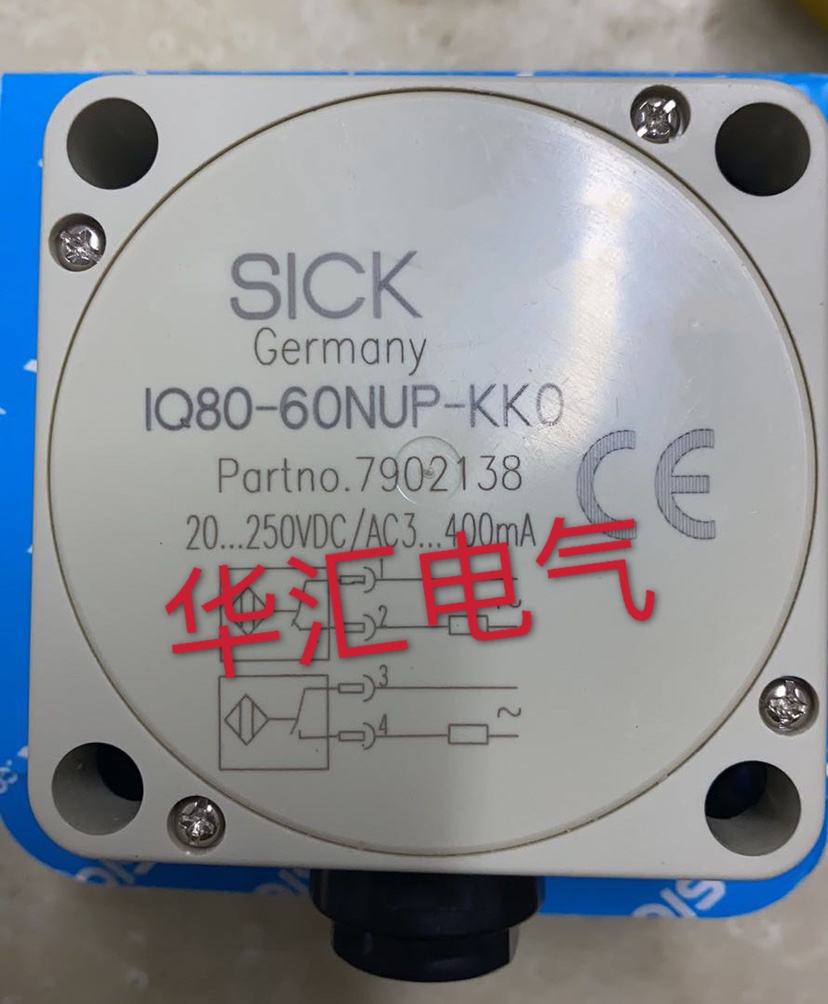 SICK
Germany
IQ80-60NUP-KK0
Partno.7902138
CE
20...250VDC/AC3...400mA
华汇电气
1
2
~
3
4
~